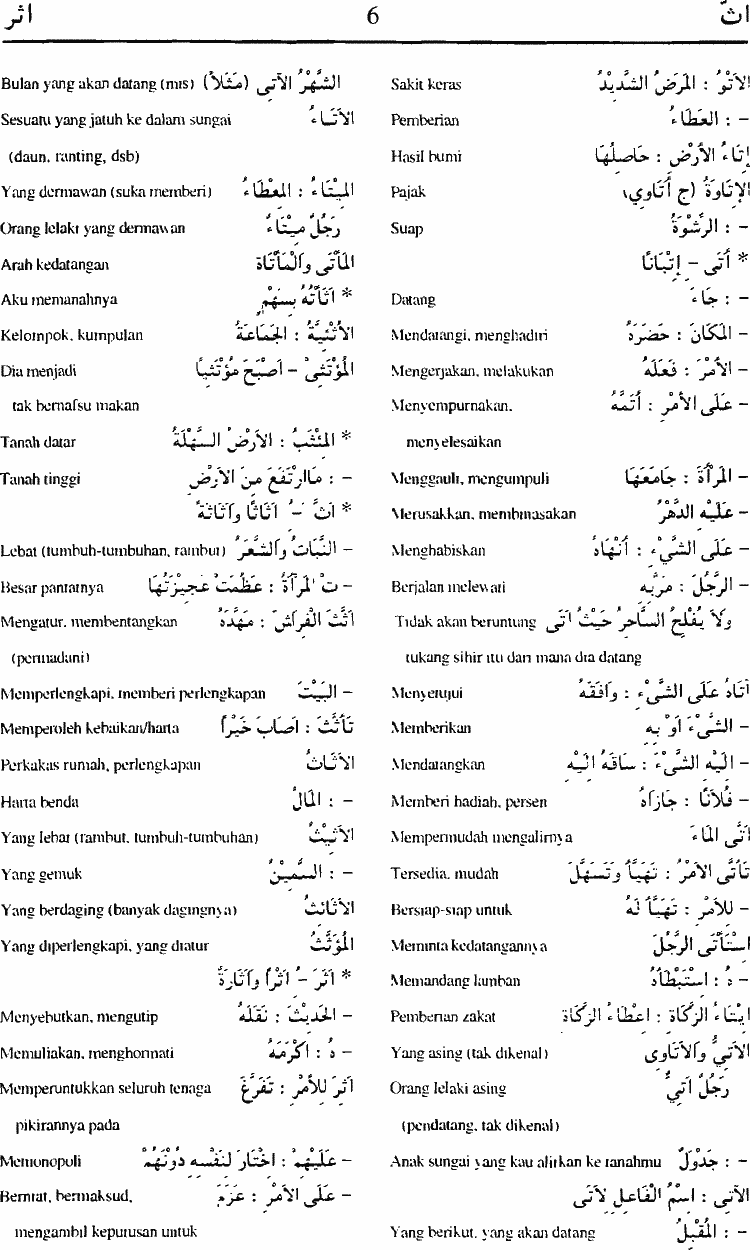 اثّ 6 اثر
الأَتْوُ : المَرَضُ الشَّدِيْدُ Sakit keras
- : العَطَاءُ Pemberian
إِتَاءُ الأَرْضِ : حَاصِلُهَا Hasil bumi
الإِتَاوَةُ (ج أَتَاوِي) Pajak
- : الرِّشْوَةُ Suap
* أَتَى - إِتْيَانًا
- : جَاءَ Datang
- المَكَانَ : حَضَرَهُ Mendatangi, menghadiri
- الأَمْرَ : فَعَلَهُ Mengerjakan, melakukan
- عَلَى الأَمْرِ : أَتَمَّهُ Menyempurnakan,
menyelesaikan
- المَرْأَةَ : جَامَعَهَا Menggauli, mengumpuli
- عَلَيْهِ الدَّهْرُ Merusakkan, membinasakan
- عَلَى الشَّيْءِ : أَنْهَاهُ Menghabiskan
- الرَّجُلَ : مَرَّبِهِ Berjalan melewati
وَلاَ يُفْلِحُ السَّاحِرُ حَيْثُ اَتَى Tidak akan beruntung
tukang sihir itu dari mana dia datang
آتَاهُ عَلَى الشَّيْءِ : وَافَقَهُ Menyetujui
- الشَّيْءَ اَوْ بِهِ Memberikan
- اِلَيْهِ الشَّيْءَ : سَاقَهُ اِلَيْهِ Mendatangkan
- فُلاَنًا : جَازَاهُ Memberi hadiah, persen
اَتَّى المَاءَ Mempermudah mengalirnya
تَأَتَّى الاَمْرُ : تَهَيَّأَ وَتَسَهَّلَ Tersedia, mudah
- لِلأَمْرِ : تَهَيَّأَ لَهُ Bersiap-siap untuk
اسْتَأْتَى الرَّجُلَ Meminta kedatangannya
- هُ : اسْتَبْطَأَهُ Memandang lamban
اِيْتَاءُ الزَّكَاةِ : اِعْطَاءُ الزَّكَاةِ Pemberian zakat
الأَتِيُّ وَالأَتَاوِى Yang asing (tak dikenal)
رَجُلٌ اَتِيٌّ Orang lelaki asing
(pendatang, tak dikenal)
- : جَدْوَلٌ Anak sungai yang kau alirkan ke tanahmu
الآتِى : اِسْمُ الْفَاعِلِ لأَتَى
- : المُقْبِلُ Yang berikut, yang akan datang
الشَّهْرُ الآتِى (مَثَلاً) Bulan yang akan datang (mis)
الأَتَاءُ Sesuatu yang jatuh ke dalam sungai
(daun, ranting, dsb)
المِيْتَاءُ : المِعْطَاءُ Yang dermawan (suka memberi)
رَجُلٌ مِيْتَاءٌ Orang lelaki yang dermawan
المَأْتَى وَالمَأْتَاةُ Arah kedatangan
* اَثَأْتُهُ بِسَهْمٍ Aku memanahnya
الأُثْئِيَّةُ : الجَمَاعَةُ Kelompok, kumpulan
المُؤْتَثِئُ - اَصْبَحَ مُؤْتَثِئًا Dia menjadi
tak bernafsu makan
* المِئْثَبُ : الأَرْضُ السَّهْلَةُ Tanah datar
- : مَاارْتَفَعَ مِنَ الأَرْضِ Tanah tinggi
* اَثَّ - ُ اَثَاثًا وَاَثَاثَةً
- النَّبَاتُ وَالشَّعَرُ Lebat (tumbuh-tumbuhan, rambut)
- تْ المَرْأَةُ : عَظُمَتْ عَجِيْزَتُهَا Besar pantatnya
اَثَّثَ الْفِرَاشَ : مَهَّدَهُ Mengatur, membentangkan
(permadani)
- البَيْتَ Memperlengkapi, memberi perlengkapan
تَأَثَّثَ : اَصَابَ خَيْرًا Memperoleh kebaikan/harta
الأَثَاثُ Perkakas rumah, perlengkapan
- : المَالُ Harta benda
الأَثِيْثُ Yang lebat (rambut, tumbuh-tumbuhan)
- : السَّمِيْنُ Yang gemuk
الأَثَائِثُ Yang berdaging (banyak dagingnya)
المُؤَثَّثُ Yang diperlengkapi, yang diatur
* اَثَرَ - ُ اَثْرًا وَاَثَارَةً
- الحَدِيْثَ : نَقَلَهُ Menyebutkan, mengutip
- هُ : اَكْرَمَهُ Memuliakan, menghormati
اَثِرَ لِلأَمْرِ : تَفَرَّغَ Memperuntukkan seluruh tenaga
pikirannya pada
- عَلَيْهِمْ : اخْتَارَ لِنَفْسِهِ دُوْنَهُمْ Memonopoli
- عَلَى الأَمْرِ : عَزَمَ Berniat, bermaksud,
mengambil keputusan untuk